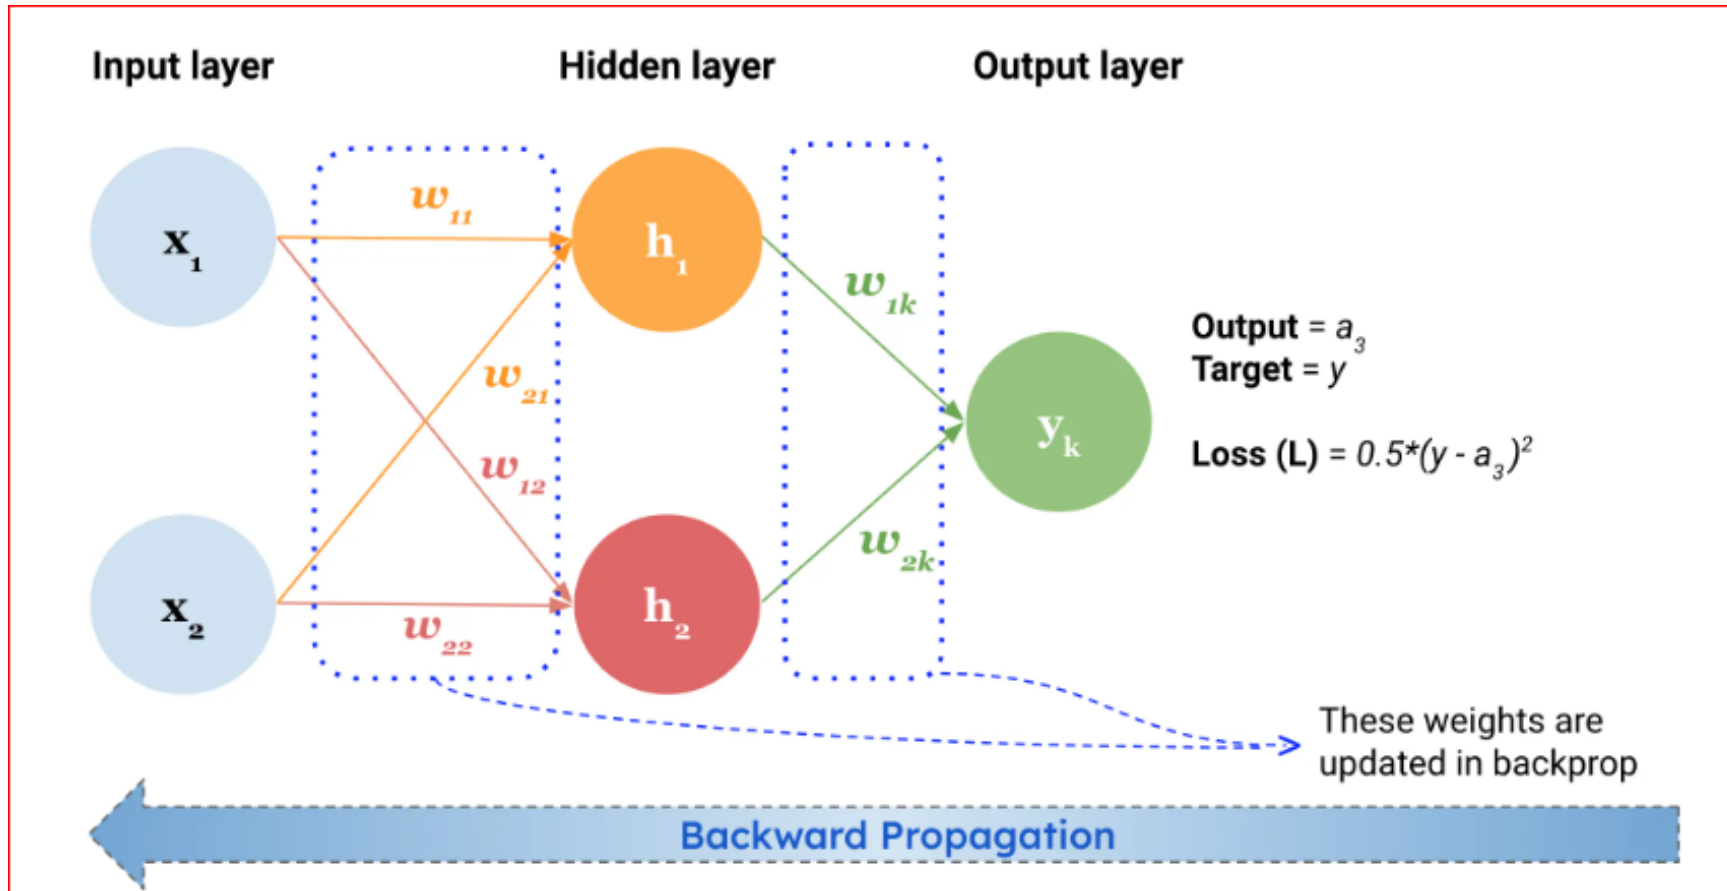 Input layer
Hidden layer
Output layer
x₁
w₁₁
h₁
w₁ₖ
w₂₁
w₁₂
yₖ
Output = a₃
Target = y
Loss (L) = 0.5*(y - a₃)²
x₂
w₂₂
h₂
w₂ₖ
These weights are
updated in backprop
Backward Propagation